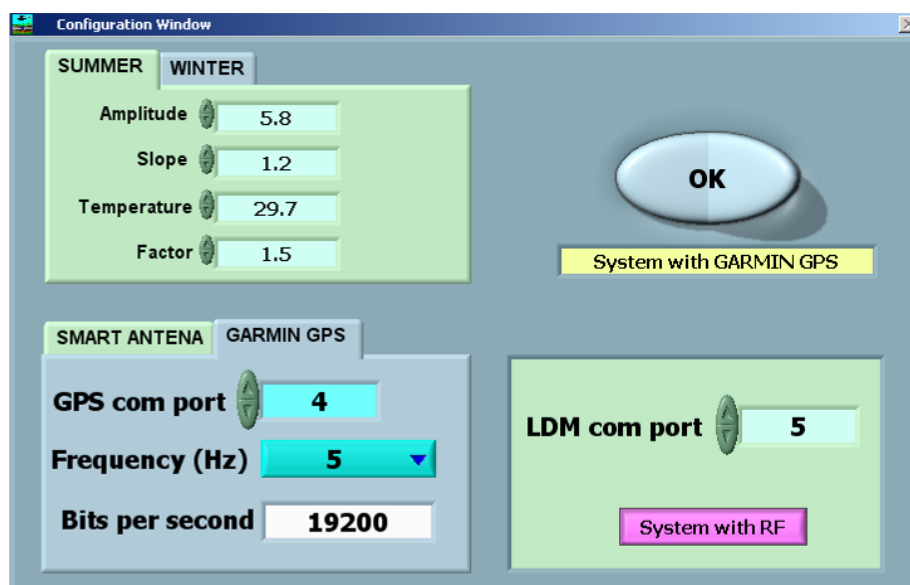 Configuration Window
SUMMER WINTER
Amplitude 5.8
Slope 1.2
Temperature 29.7
Factor 1.5
OK
System with GARMIN GPS
SMART ANTENA GARMIN GPS
GPS com port 4
Frequency (Hz) 5
Bits per second 19200
LDM com port 5
System with RF